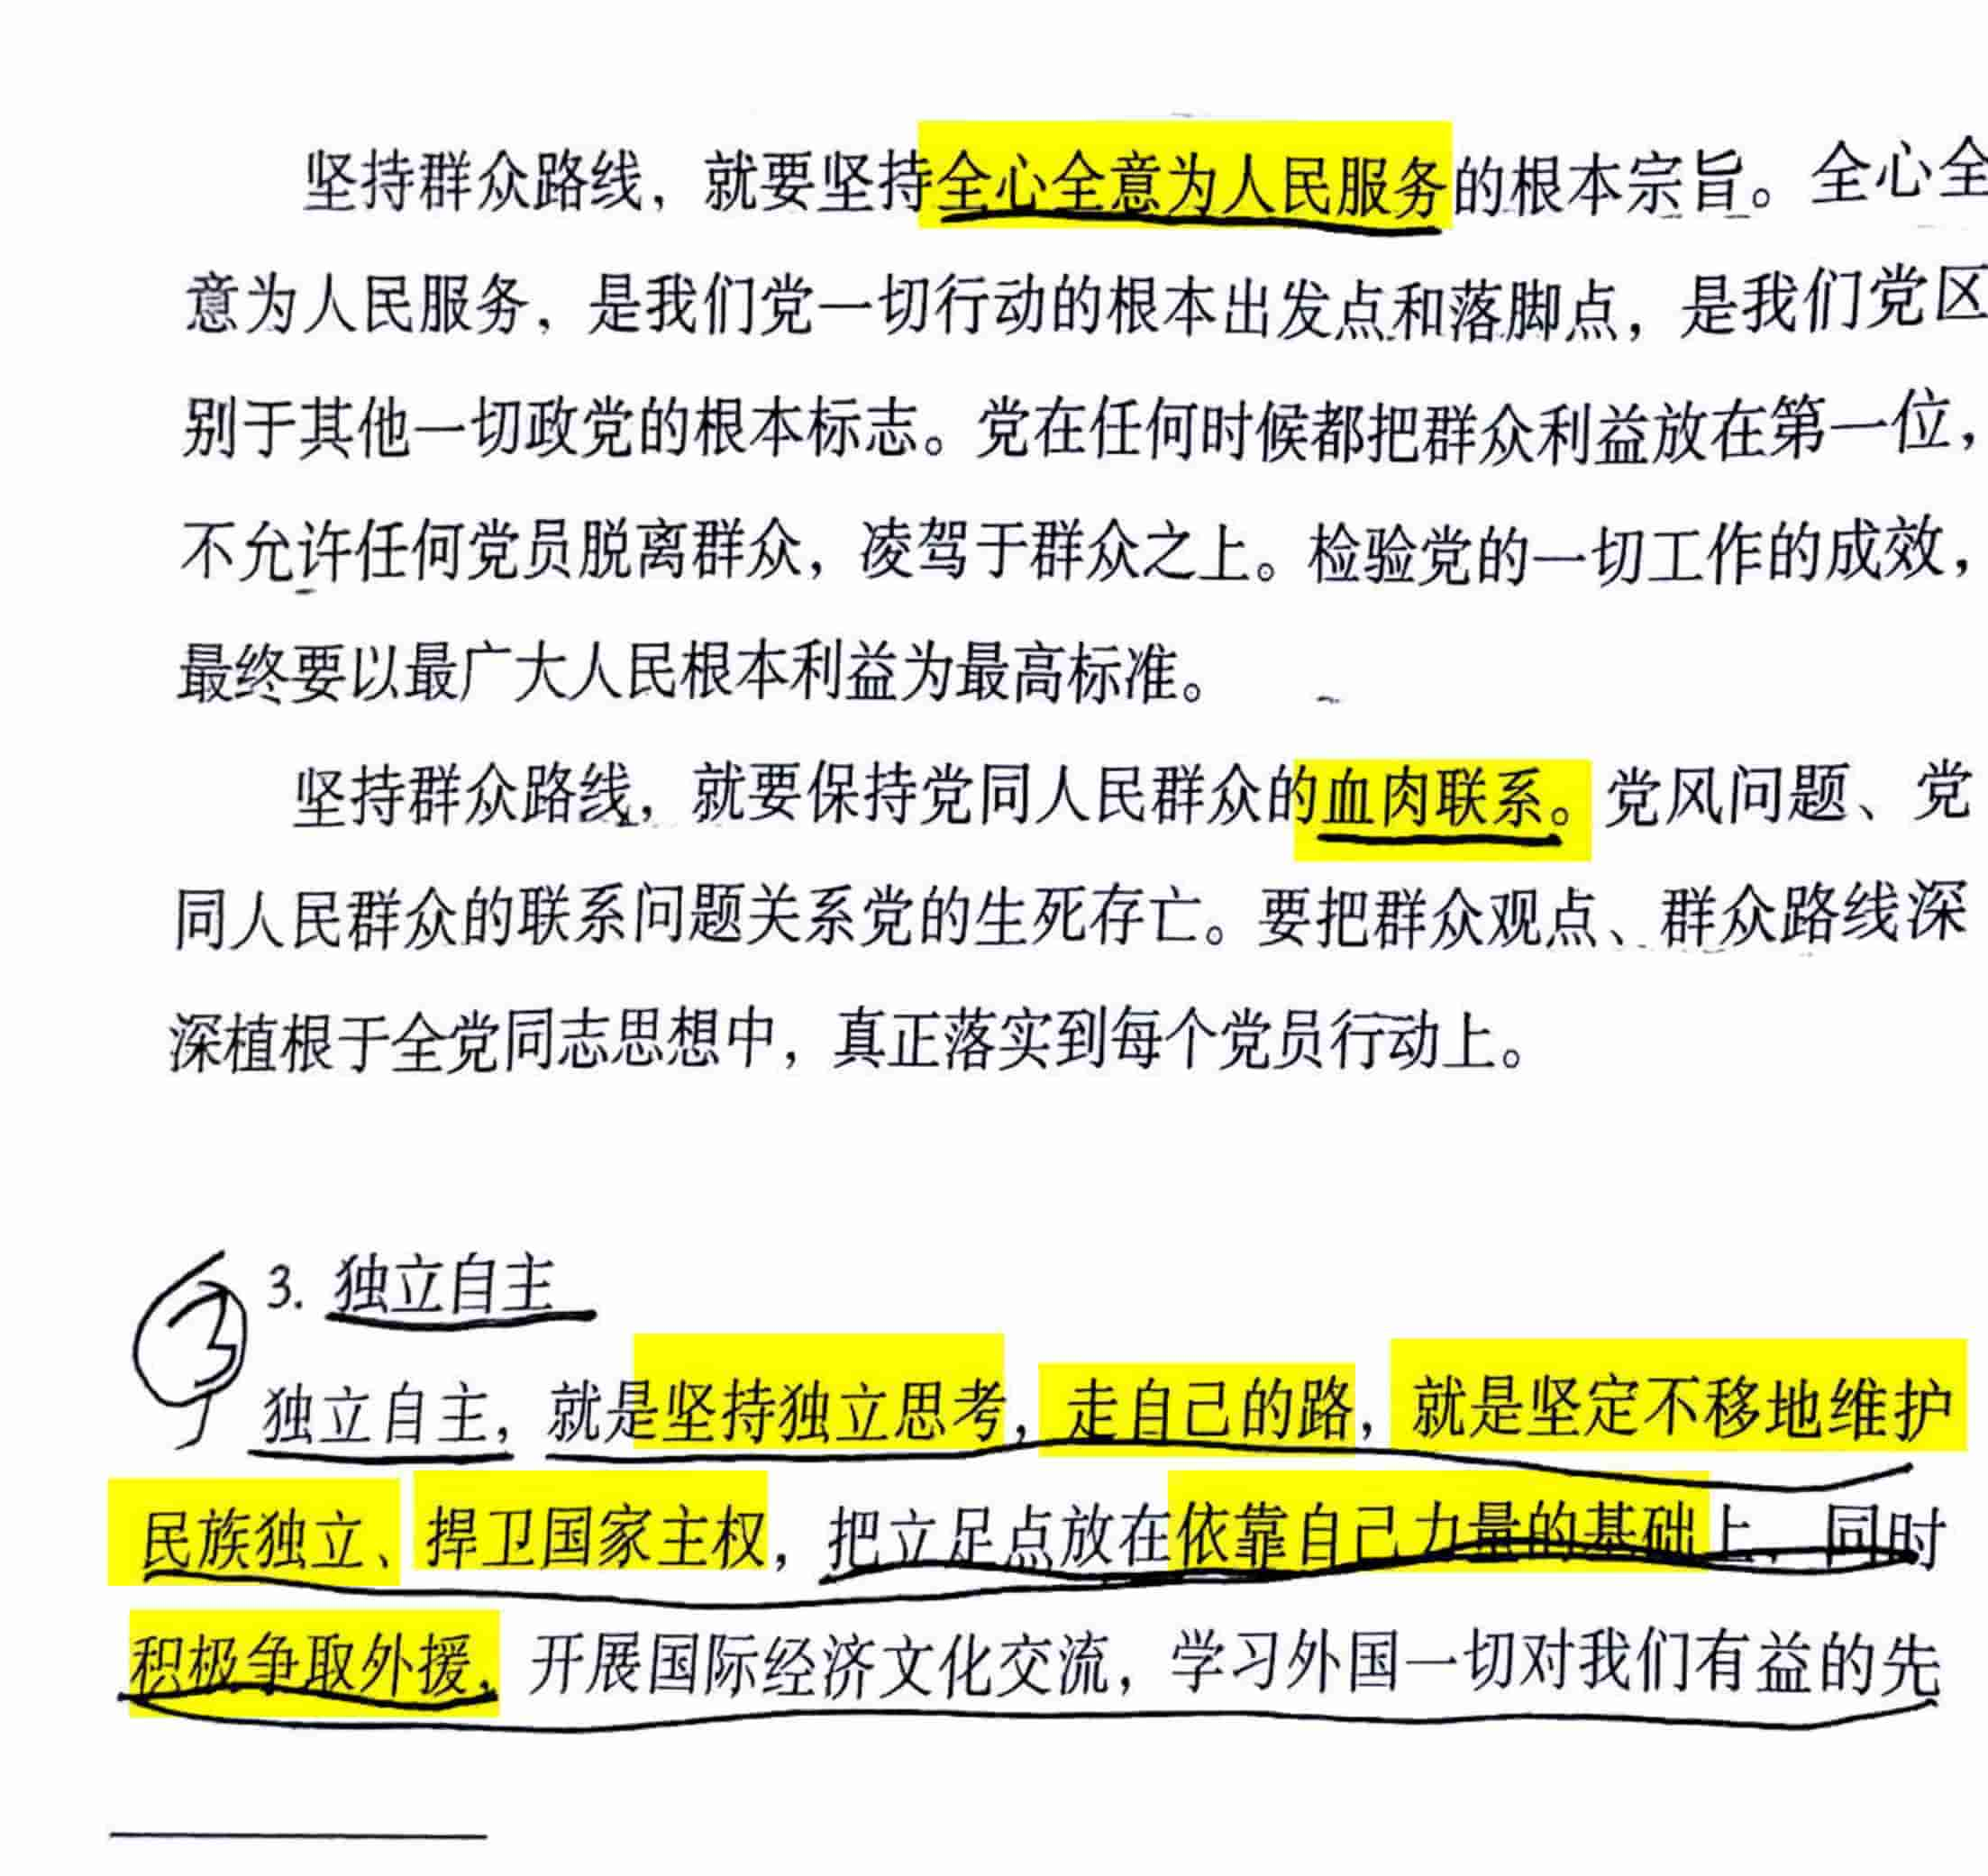 坚持群众路线，就要坚持全心全意为人民服务的根本宗旨。全心全
意为人民服务，是我们党一切行动的根本出发点和落脚点，是我们党区
别于其他一切政党的根本标志。党在任何时候都把群众利益放在第一位，
不允许任何党员脱离群众，凌驾于群众之上。检验党的一切工作的成效，
最终要以最广大人民根本利益为最高标准。
坚持群众路线，就要保持党同人民群众的血肉联系。党风问题、党
同人民群众的联系问题关系党的生死存亡。要把群众观点、群众路线深
深植根于全党同志思想中，真正落实到每个党员行动上。
3. 独立自主
独立自主，就是坚持独立思考，走自己的路，就是坚定不移地维护
民族独立、捍卫国家主权，把立足点放在依靠自己力量的基础上，同时
积极争取外援，开展国际经济文化交流，学习外国一切对我们有益的先